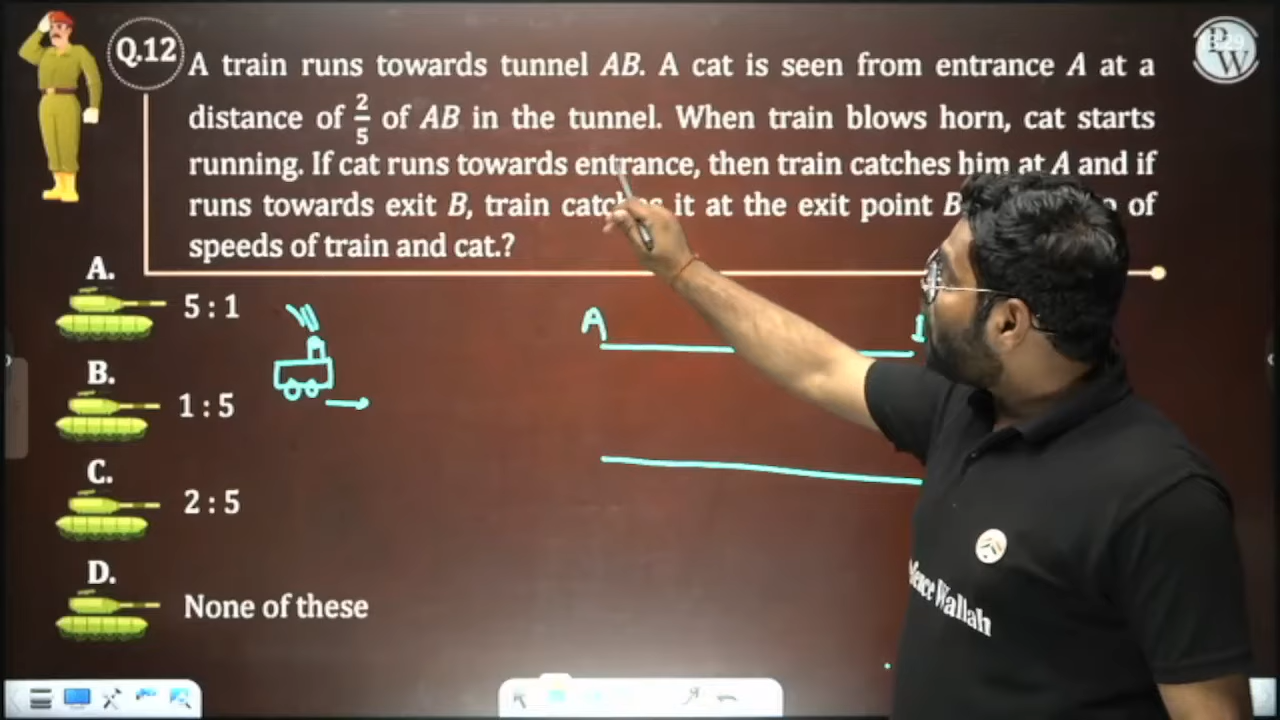 Q.12
A train runs towards tunnel AB. A cat is seen from entrance A at a
distance of 2/5 of AB in the tunnel. When train blows horn, cat starts
running. If cat runs towards entrance, then train catches him at A and if
runs towards exit B, train catches it at the exit point B of
speeds of train and cat.?
A.
5 : 1
B.
1 : 5
C.
2 : 5
D.
None of these
A
PW
Wallah